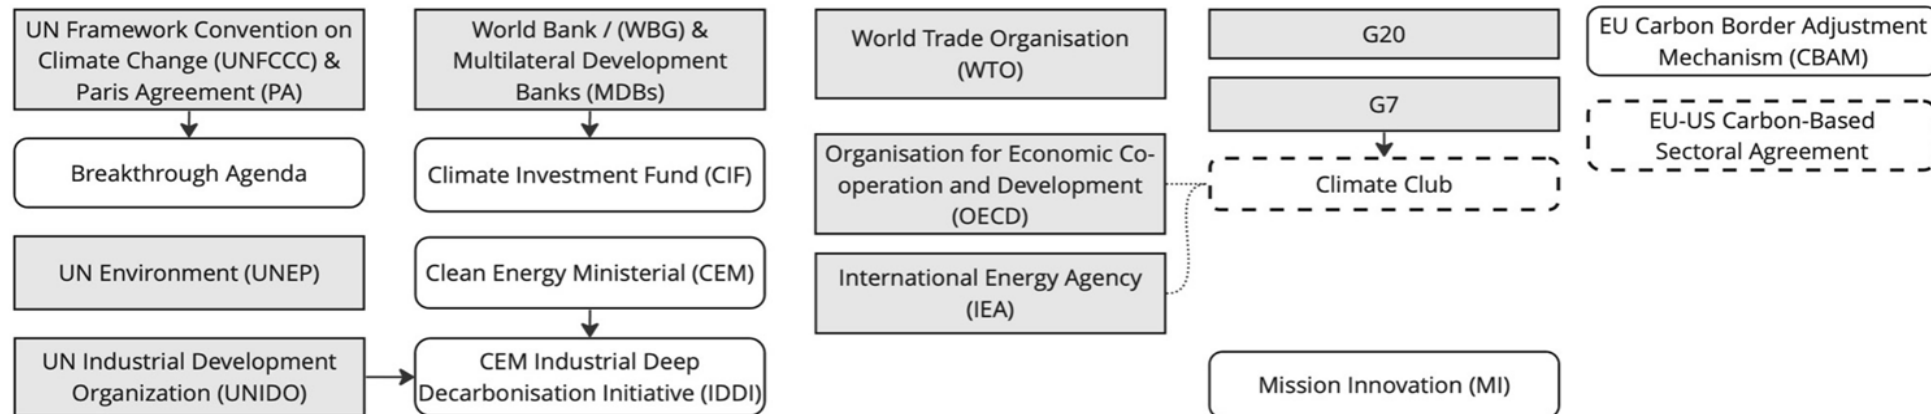 UN Framework Convention on
Climate Change (UNFCCC) &
Paris Agreement (PA)
Breakthrough Agenda
UN Environment (UNEP)
UN Industrial Development
Organization (UNIDO)
World Bank / (WBG) &
Multilateral Development
Banks (MDBs)
Climate Investment Fund (CIF)
Clean Energy Ministerial (CEM)
CEM Industrial Deep
Decarbonisation Initiative (IDDI)
World Trade Organisation
(WTO)
Organisation for Economic Co-
operation and Development
(OECD)
International Energy Agency
(IEA)
G20
G7
Climate Club
Mission Innovation (MI)
EU Carbon Border Adjustment
Mechanism (CBAM)
EU-US Carbon-Based
Sectoral Agreement